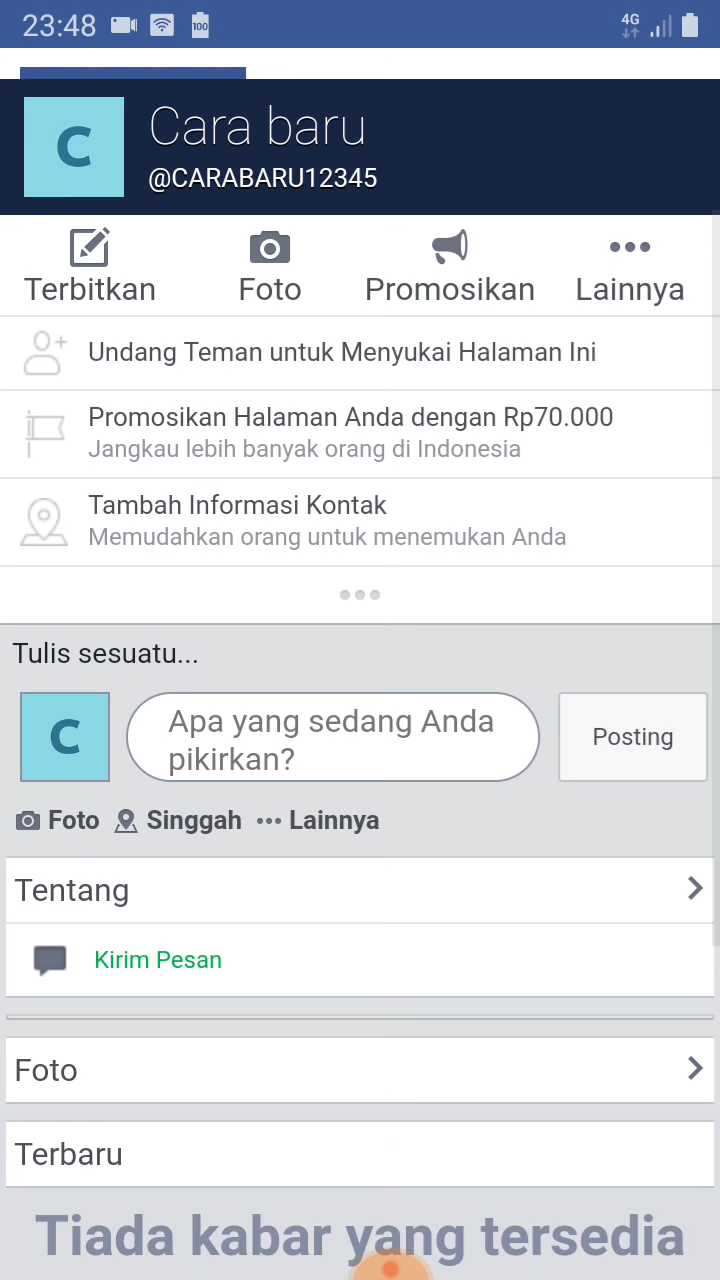 23:48
100
4G
C
Cara baru
@CARABARU12345
Terbitkan
Foto
Promosikan
Lainnya
Undang Teman untuk Menyukai Halaman Ini
Promosikan Halaman Anda dengan Rp70.000
Jangkau lebih banyak orang di Indonesia
Tambah Informasi Kontak
Memudahkan orang untuk menemukan Anda
Tulis sesuatu...
C
Apa yang sedang Anda
pikirkan?
Posting
Foto
Singgah
Lainnya
Tentang
Kirim Pesan
Foto
Terbaru
Tiada kabar yang tersedia